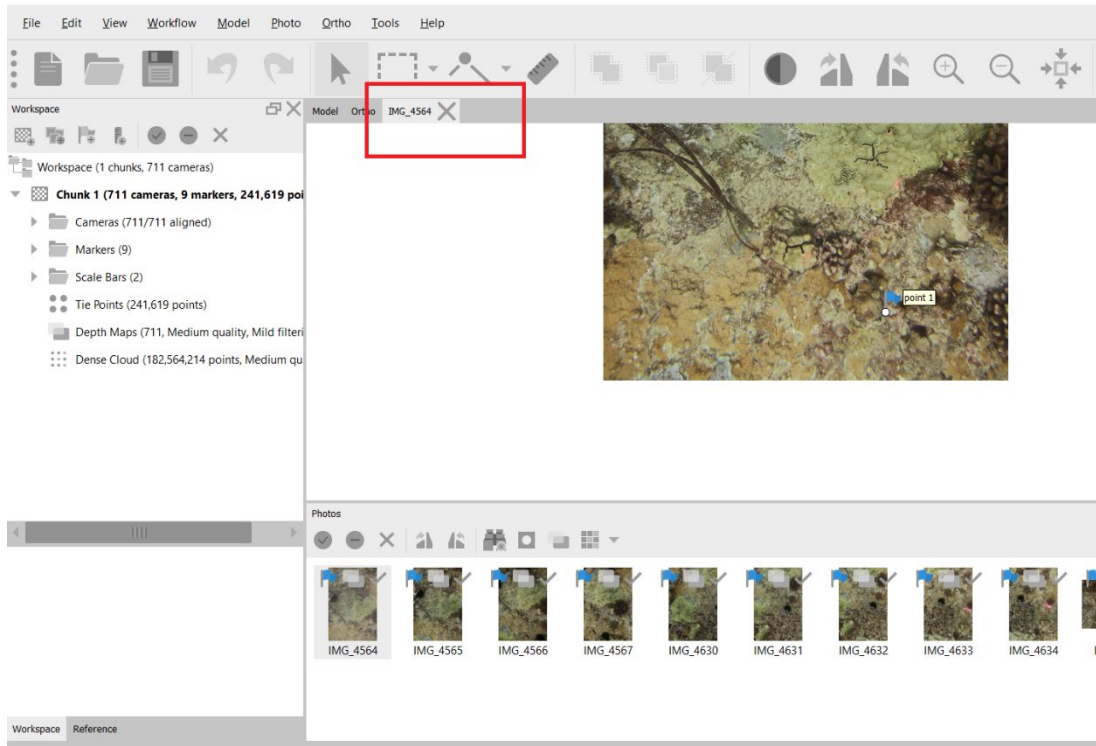 File Edit View Workflow Model Photo Ortho Tools Help
Workspace
Model Ortho IMG_4564
Workspace (1 chunks, 711 cameras)
Chunk 1 (711 cameras, 9 markers, 241,619 poi
Cameras (711/711 aligned)
Markers (9)
Scale Bars (2)
Tie Points (241,619 points)
Depth Maps (711, Medium quality, Mild filteri
Dense Cloud (182,564,214 points, Medium qu
point 1
Photos
IMG_4564 IMG_4565 IMG_4566 IMG_4567 IMG_4630 IMG_4631 IMG_4632 IMG_4633 IMG_4634
Workspace Reference